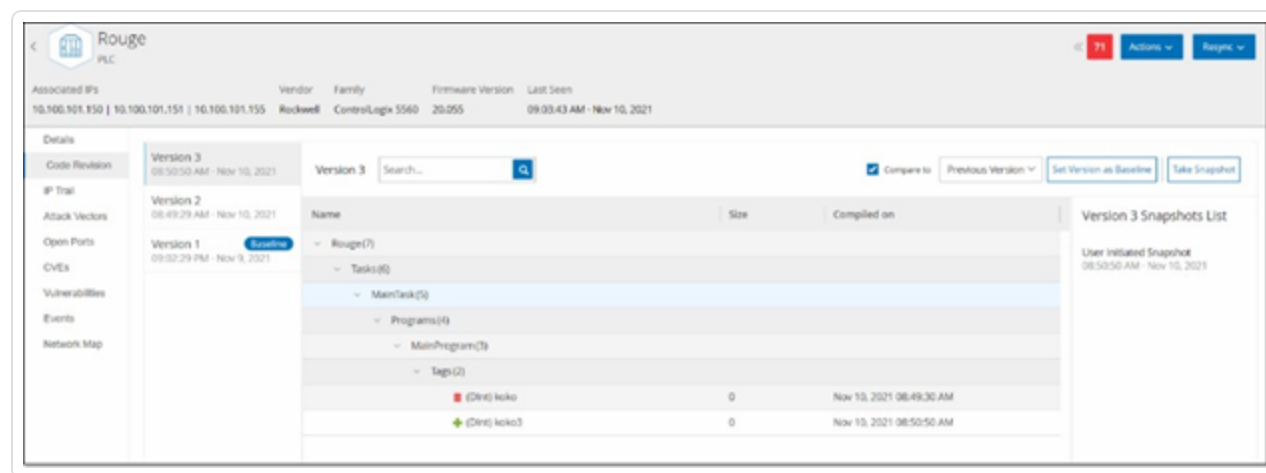 Rouge
PLC
71 Actions Resync
Associated IPs Vendor Family Firmware Version Last Seen
10.100.101.150 | 10.100.101.151 | 10.100.101.155 Rockwell ControlLogix 5560 20.055 09:03:43 AM - Nov 10, 2021
Details
Code Revision
IP Trail
Attack Vectors
Open Ports
CVEs
Vulnerabilities
Events
Network Map
Version 3
08:50:50 AM - Nov 10, 2021
Version 2
08:49:29 AM - Nov 10, 2021
Version 1 Baseline
09:02:29 PM - Nov 9, 2021
Version 3 Search... Compare to Previous Version Set Version as Baseline Take Snapshot
Name Size Compiled on
Rouge(7)
Tasks(6)
MainTask(5)
Programs(4)
MainProgram(3)
Tags(2)
(DInt) koko 0 Nov 10, 2021 08:49:30 AM
(DInt) koko3 0 Nov 10, 2021 08:50:50 AM
Version 3 Snapshots List
User Initiated Snapshot
08:50:50 AM - Nov 10, 2021